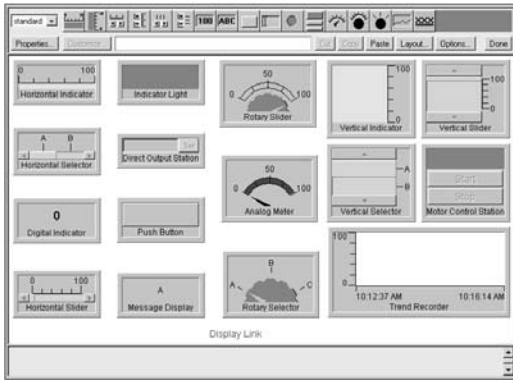 standard
100 ABC
Properties... Customize... Cut Copy Paste Layout... Options... Done
0 100
Horizontal Indicator
Indicator Light
0 50 100
Rotary Slider
100
0
Vertical Indicator
100
0
Vertical Slider
A B
Horizontal Selector
Set
Direct Output Station
0 50 100
Analog Meter
A
B
Vertical Selector
Start
Stop
Motor Control Station
0
Digital Indicator
Push Button
0 100
Horizontal Slider
A
Message Display
A B C
Rotary Selector
100
0
10:12:37 AM 10:16:14 AM
Trend Recorder
Display Link